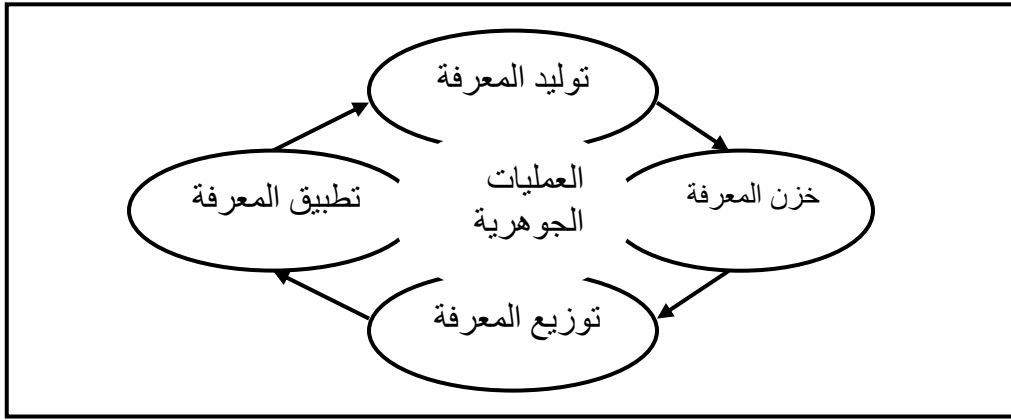 توليد المعرفة
العمليات
الجوهرية
خزن المعرفة
تطبيق المعرفة
توزيع المعرفة